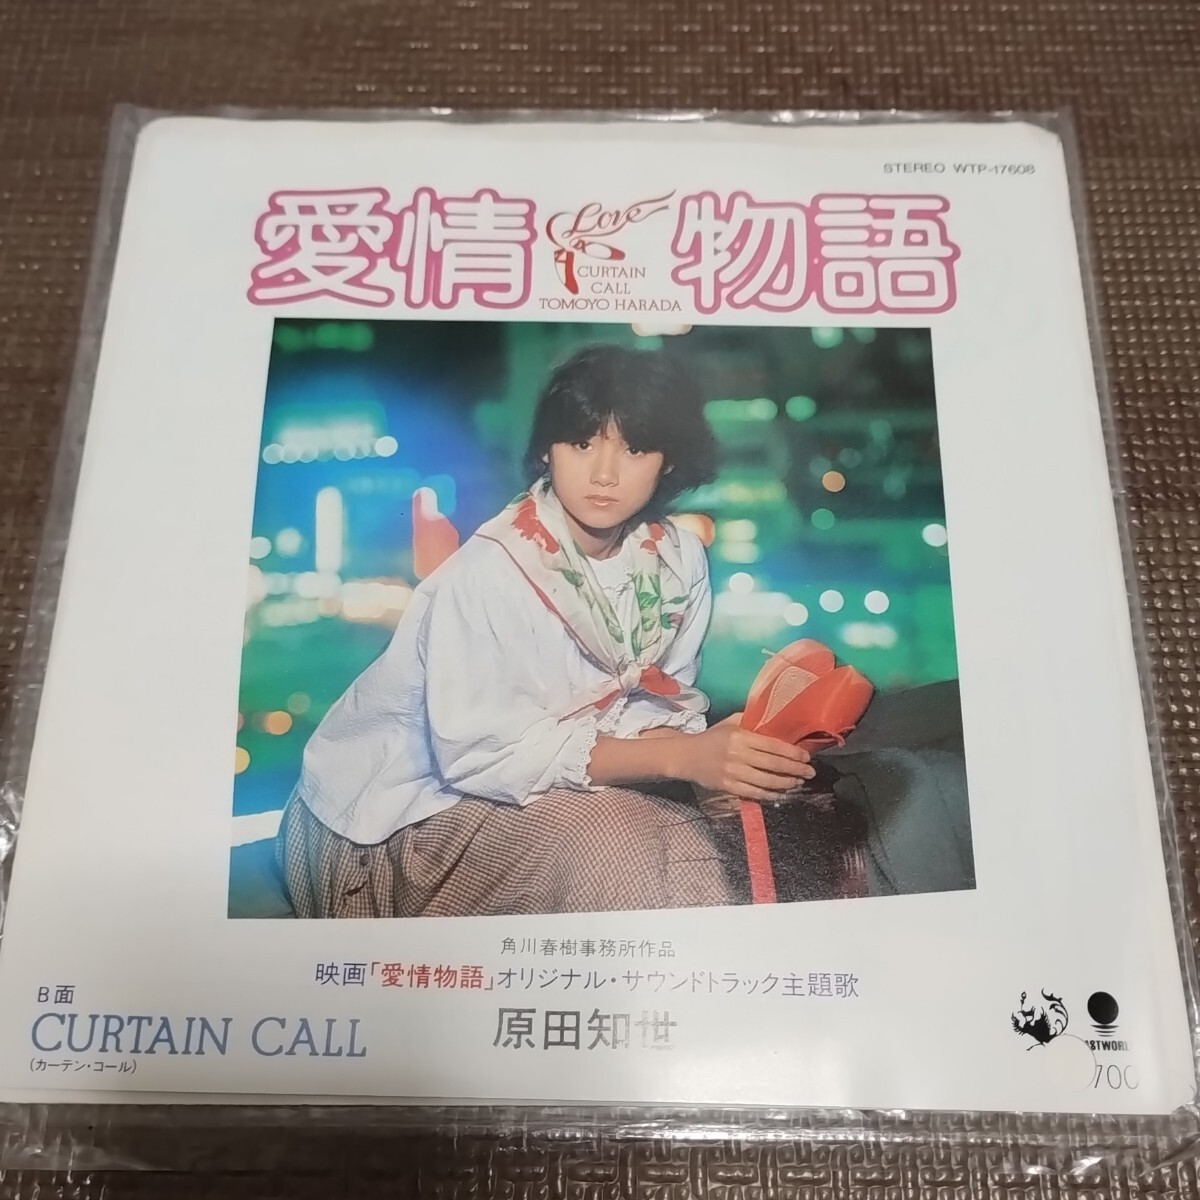 STEREO WTP-17608
愛情物語
Love
CURTAIN
CALL
TOMOYO HARADA
角川春樹事務所作品
映画「愛情物語」オリジナル・サウンドトラック主題歌
原田知世
B面
CURTAIN CALL
(カーテン・コール)
700